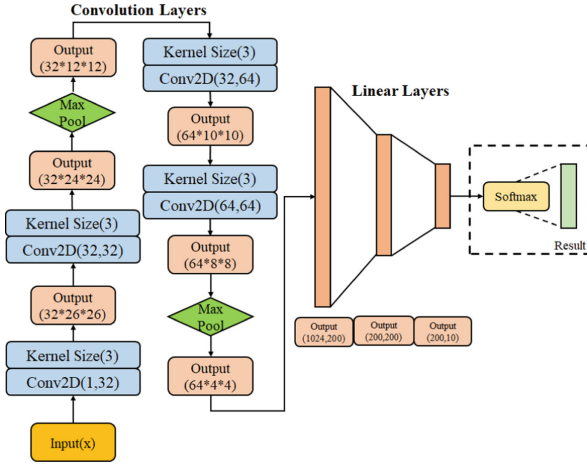 Convolution Layers
Output
(32*12*12)
Max
Pool
Output
(32*24*24)
Kernel Size(3)
Conv2D(32,32)
Output
(32*26*26)
Kernel Size(3)
Conv2D(1,32)
Input(x)
Kernel Size(3)
Conv2D(32,64)
Output
(64*10*10)
Kernel Size(3)
Conv2D(64,64)
Output
(64*8*8)
Max
Pool
Output
(64*4*4)
Linear Layers
Output
(1024,200)
Output
(200,200)
Output
(200,10)
Softmax
Result